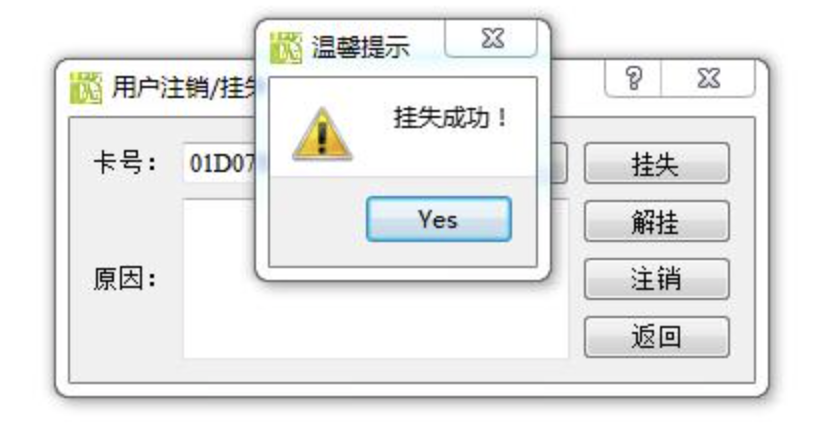 温馨提示
用户注销/挂
挂失成功！
卡号：
01D07
挂失
Yes
解挂
原因：
注销
返回